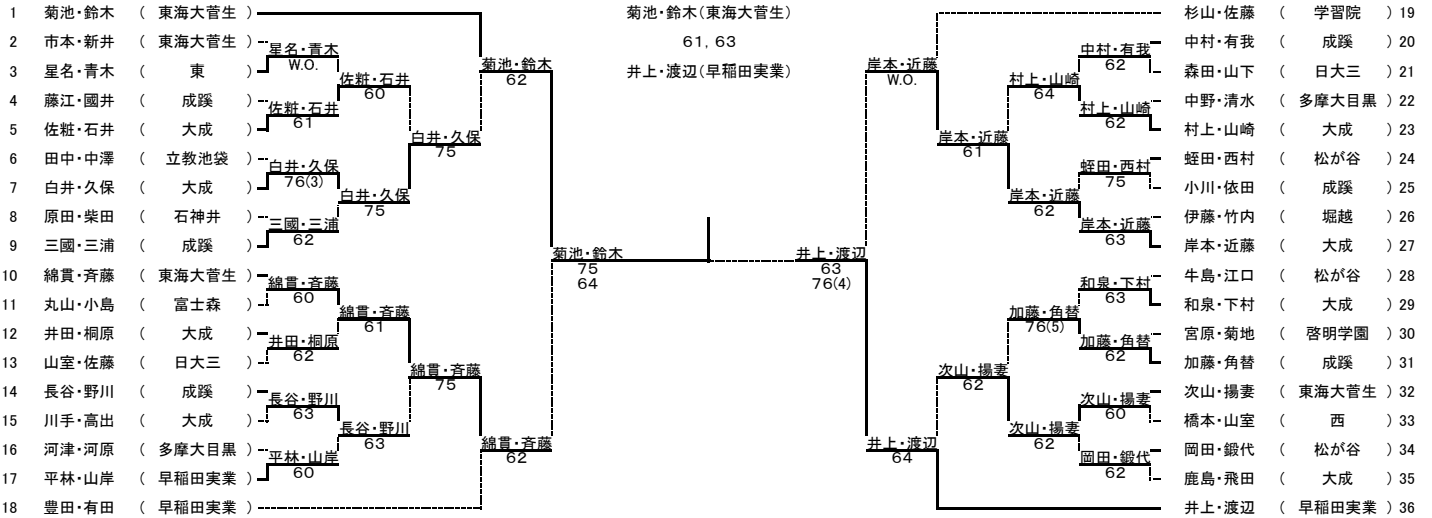 1 菊池・鈴木 （ 東海大菅生 ）
2 市本・新井 （ 東海大菅生 ）
3 星名・青木 （ 東 ）
4 藤江・國井 （ 成蹊 ）
5 佐粧・石井 （ 大成 ）
6 田中・中澤 （ 立教池袋 ）
7 白井・久保 （ 大成 ）
8 原田・柴田 （ 石神井 ）
9 三國・三浦 （ 成蹊 ）
10 綿貫・斉藤 （ 東海大菅生 ）
11 丸山・小島 （ 富士森 ）
12 井田・桐原 （ 大成 ）
13 山室・佐藤 （ 日大三 ）
14 長谷・野川 （ 成蹊 ）
15 川手・高出 （ 大成 ）
16 河津・河原 （ 多摩大目黒 ）
17 平林・山岸 （ 早稲田実業 ）
18 豊田・有田 （ 早稲田実業 ）
星名・青木
W.O.
佐粧・石井
61
白井・久保
76(3)
三國・三浦
62
綿貫・斉藤
60
井田・桐原
62
長谷・野川
63
平林・山岸
60
佐粧・石井
60
白井・久保
75
綿貫・斉藤
61
長谷・野川
63
白井・久保
75
綿貫・斉藤
75
菊池・鈴木
62
綿貫・斉藤
62
菊池・鈴木
75
64
菊池・鈴木(東海大菅生)
61, 63
井上・渡辺(早稲田実業)
井上・渡辺
63
76(4)
岸本・近藤
W.O.
井上・渡辺
64
岸本・近藤
61
次山・揚妻
62
村上・山崎
64
岸本・近藤
62
加藤・角替
76(5)
次山・揚妻
62
中村・有我
62
村上・山崎
62
蛭田・西村
75
岸本・近藤
63
和泉・下村
63
加藤・角替
62
次山・揚妻
60
岡田・鍛代
62
杉山・佐藤 （ 学習院 ） 19
中村・有我 （ 成蹊 ） 20
森田・山下 （ 日大三 ） 21
中野・清水 （ 多摩大目黒 ） 22
村上・山崎 （ 大成 ） 23
蛭田・西村 （ 松が谷 ） 24
小川・依田 （ 成蹊 ） 25
伊藤・竹内 （ 堀越 ） 26
岸本・近藤 （ 大成 ） 27
牛島・江口 （ 松が谷 ） 28
和泉・下村 （ 大成 ） 29
宮原・菊地 （ 啓明学園 ） 30
加藤・角替 （ 成蹊 ） 31
次山・揚妻 （ 東海大菅生 ） 32
橋本・山室 （ 西 ） 33
岡田・鍛代 （ 松が谷 ） 34
鹿島・飛田 （ 大成 ） 35
井上・渡辺 （ 早稲田実業 ） 36